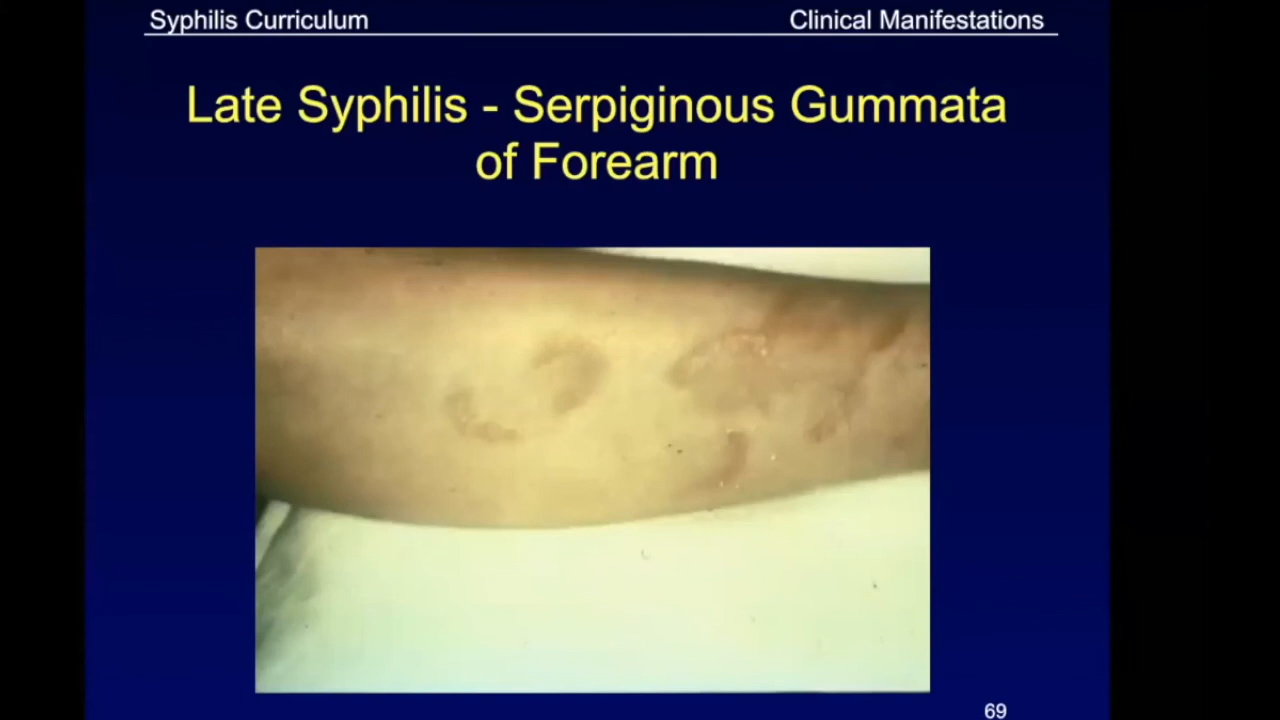 Syphilis Curriculum
Clinical Manifestations
Late Syphilis - Serpiginous Gummata
of Forearm
69